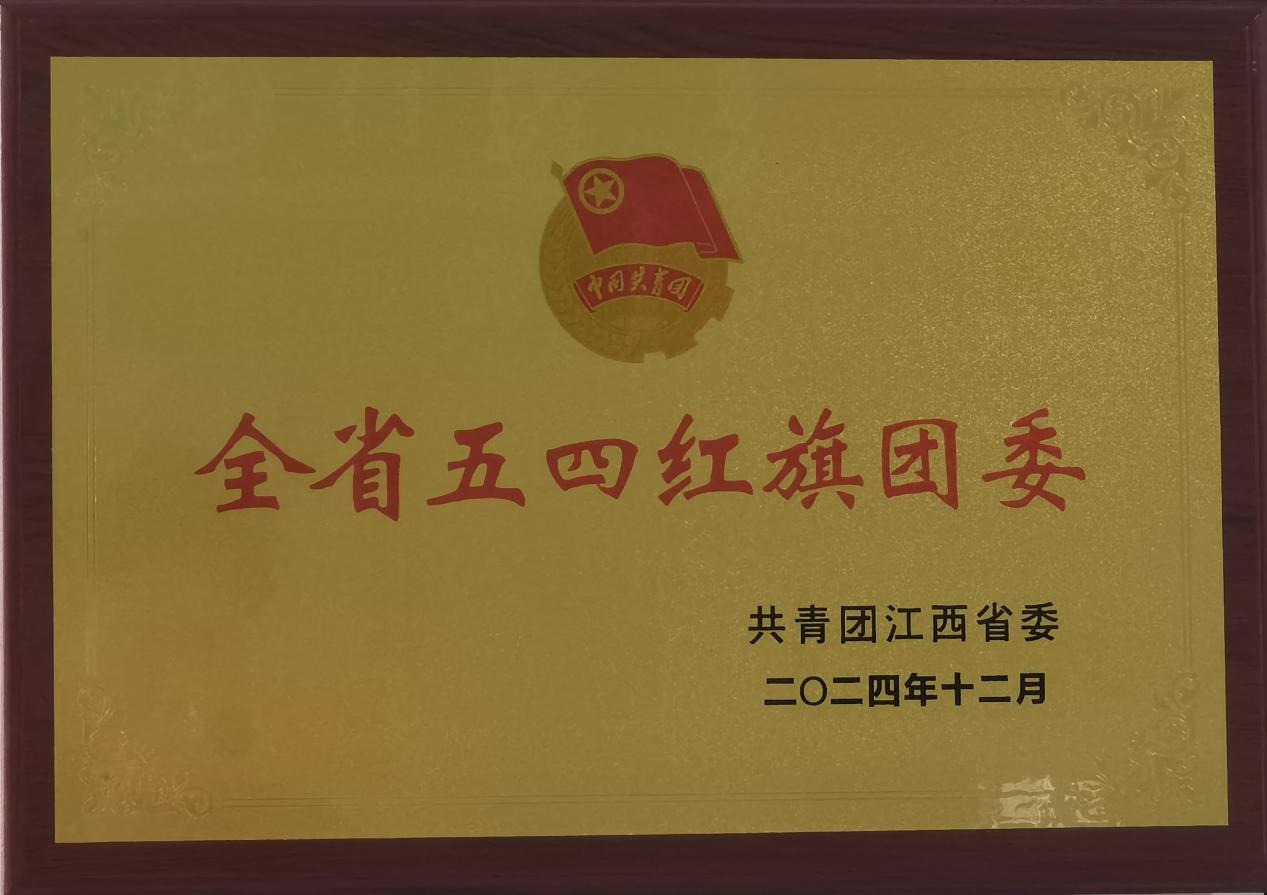 中国共青团
全省五四红旗团委
共青团江西省委
二〇二四年十二月